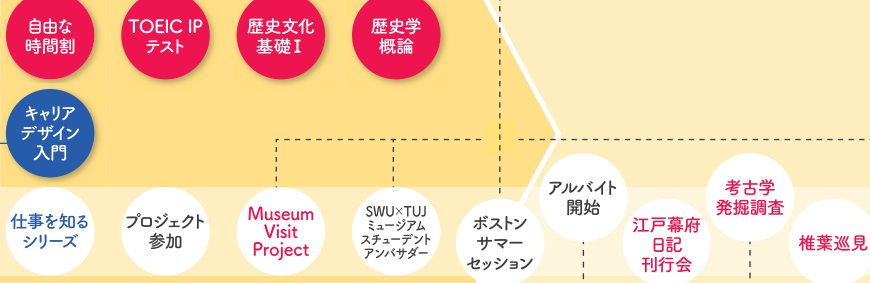 自由な
時間割
TOEIC IP
テスト
歴史文化
基礎Ⅰ
歴史学
概論
キャリア
デザイン
入門
仕事を知る
シリーズ
プロジェクト
参加
Museum
Visit
Project
SWU×TUJ
ミュージアム
スチューデント
アンバサダー
ボストン
サマー
セッション
アルバイト
開始
江戸幕府
日記
刊行会
考古学
発掘調査
椎葉巡見